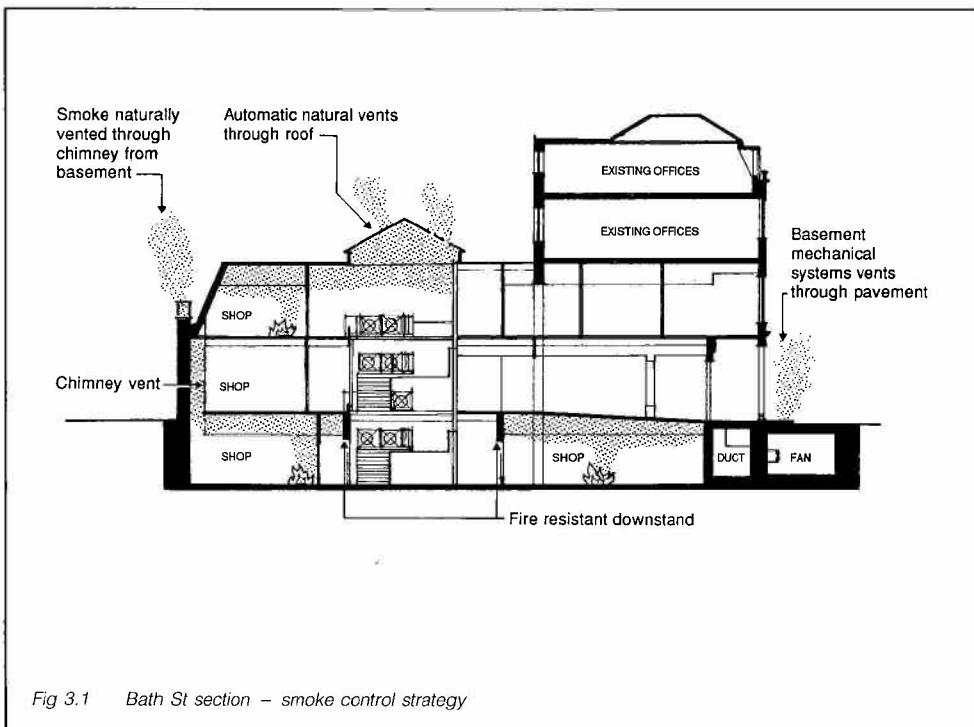 Smoke naturally
vented through
chimney from
basement
Automatic natural vents
through roof
EXISTING OFFICES
EXISTING OFFICES
Basement
mechanical
systems vents
through pavement
SHOP
Chimney vent
SHOP
SHOP
SHOP
DUCT
FAN
Fire resistant downstand
Fig 3.1 Bath St section – smoke control strategy